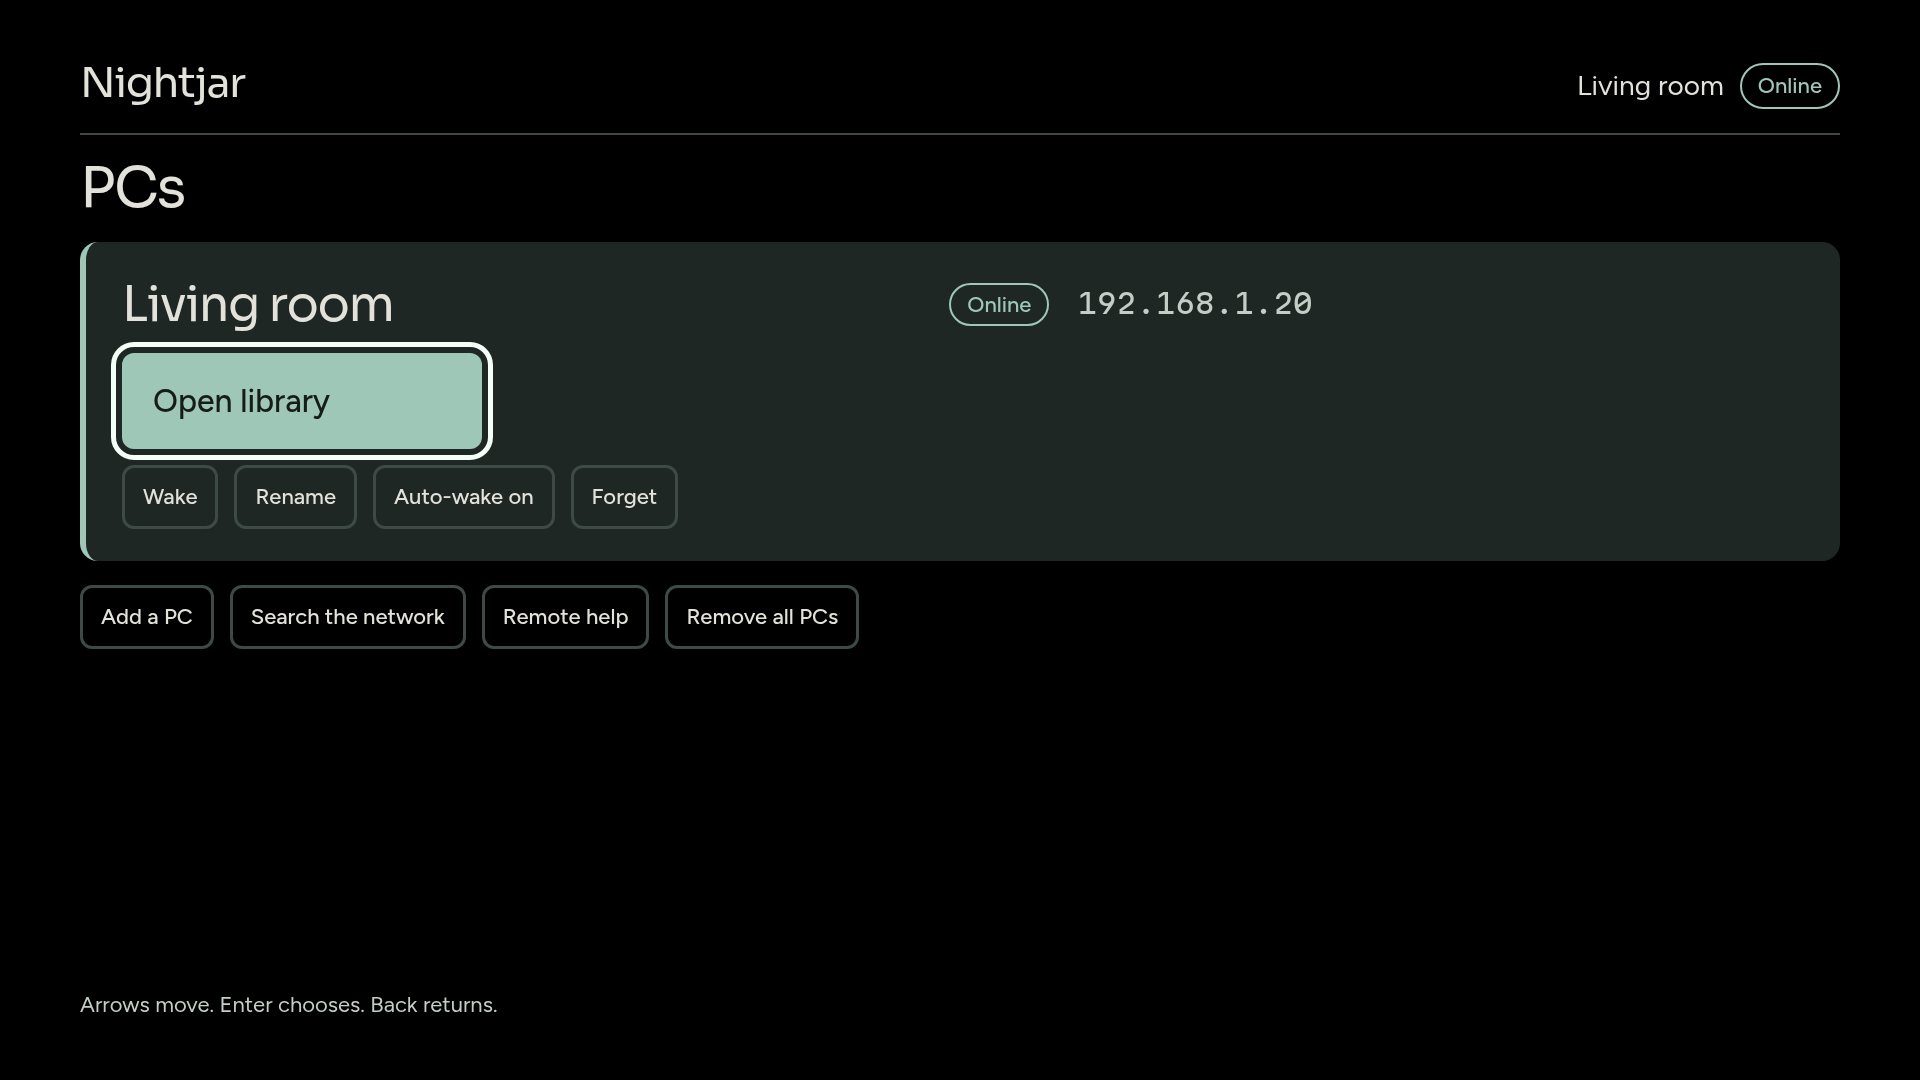 Nightjar
Living room Online
PCs
Living room Online 192.168.1.20
Open library
Wake Rename Auto-wake on Forget
Add a PC Search the network Remote help Remove all PCs
Arrows move. Enter chooses. Back returns.